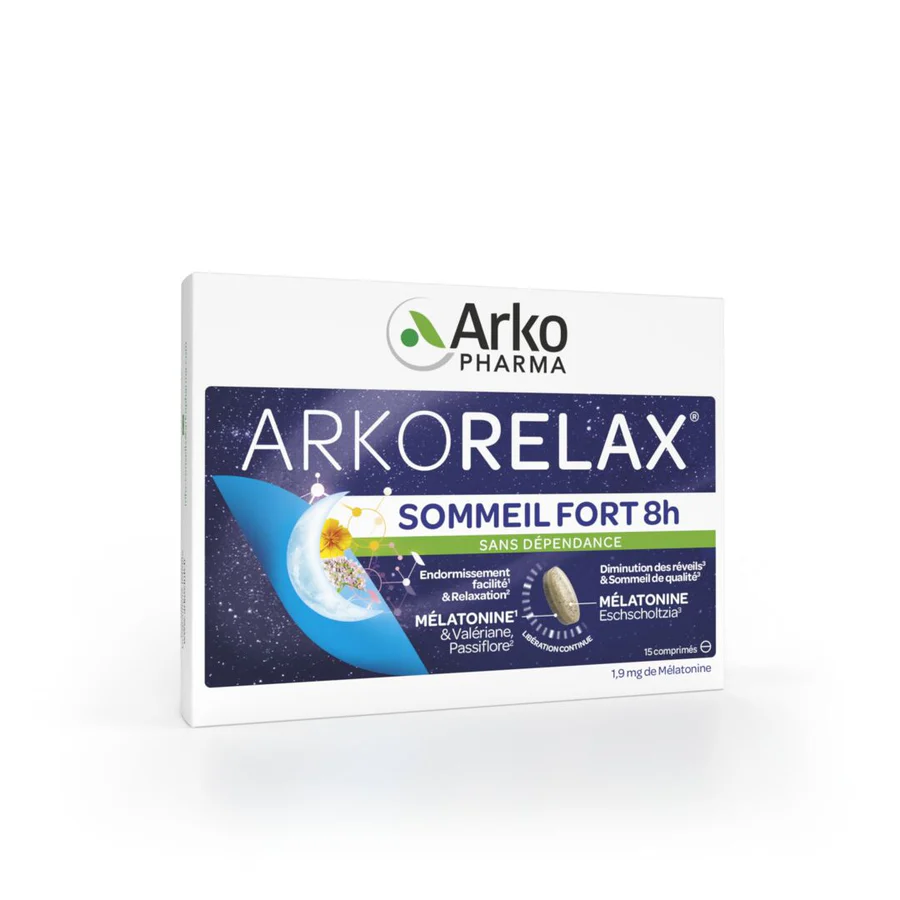 Arko
PHARMA
ARKORELAX®
SOMMEIL FORT 8h
SANS DÉPENDANCE
Endormissement
facilité¹
& Relaxation²
MÉLATONINE¹
& Valériane,
Passiflore²
LIBÉRATION CONTINUE
Diminution des réveils³
& Sommeil de qualité³
MÉLATONINE
Eschscholtzia³
15 comprimés
1,9 mg de Mélatonine